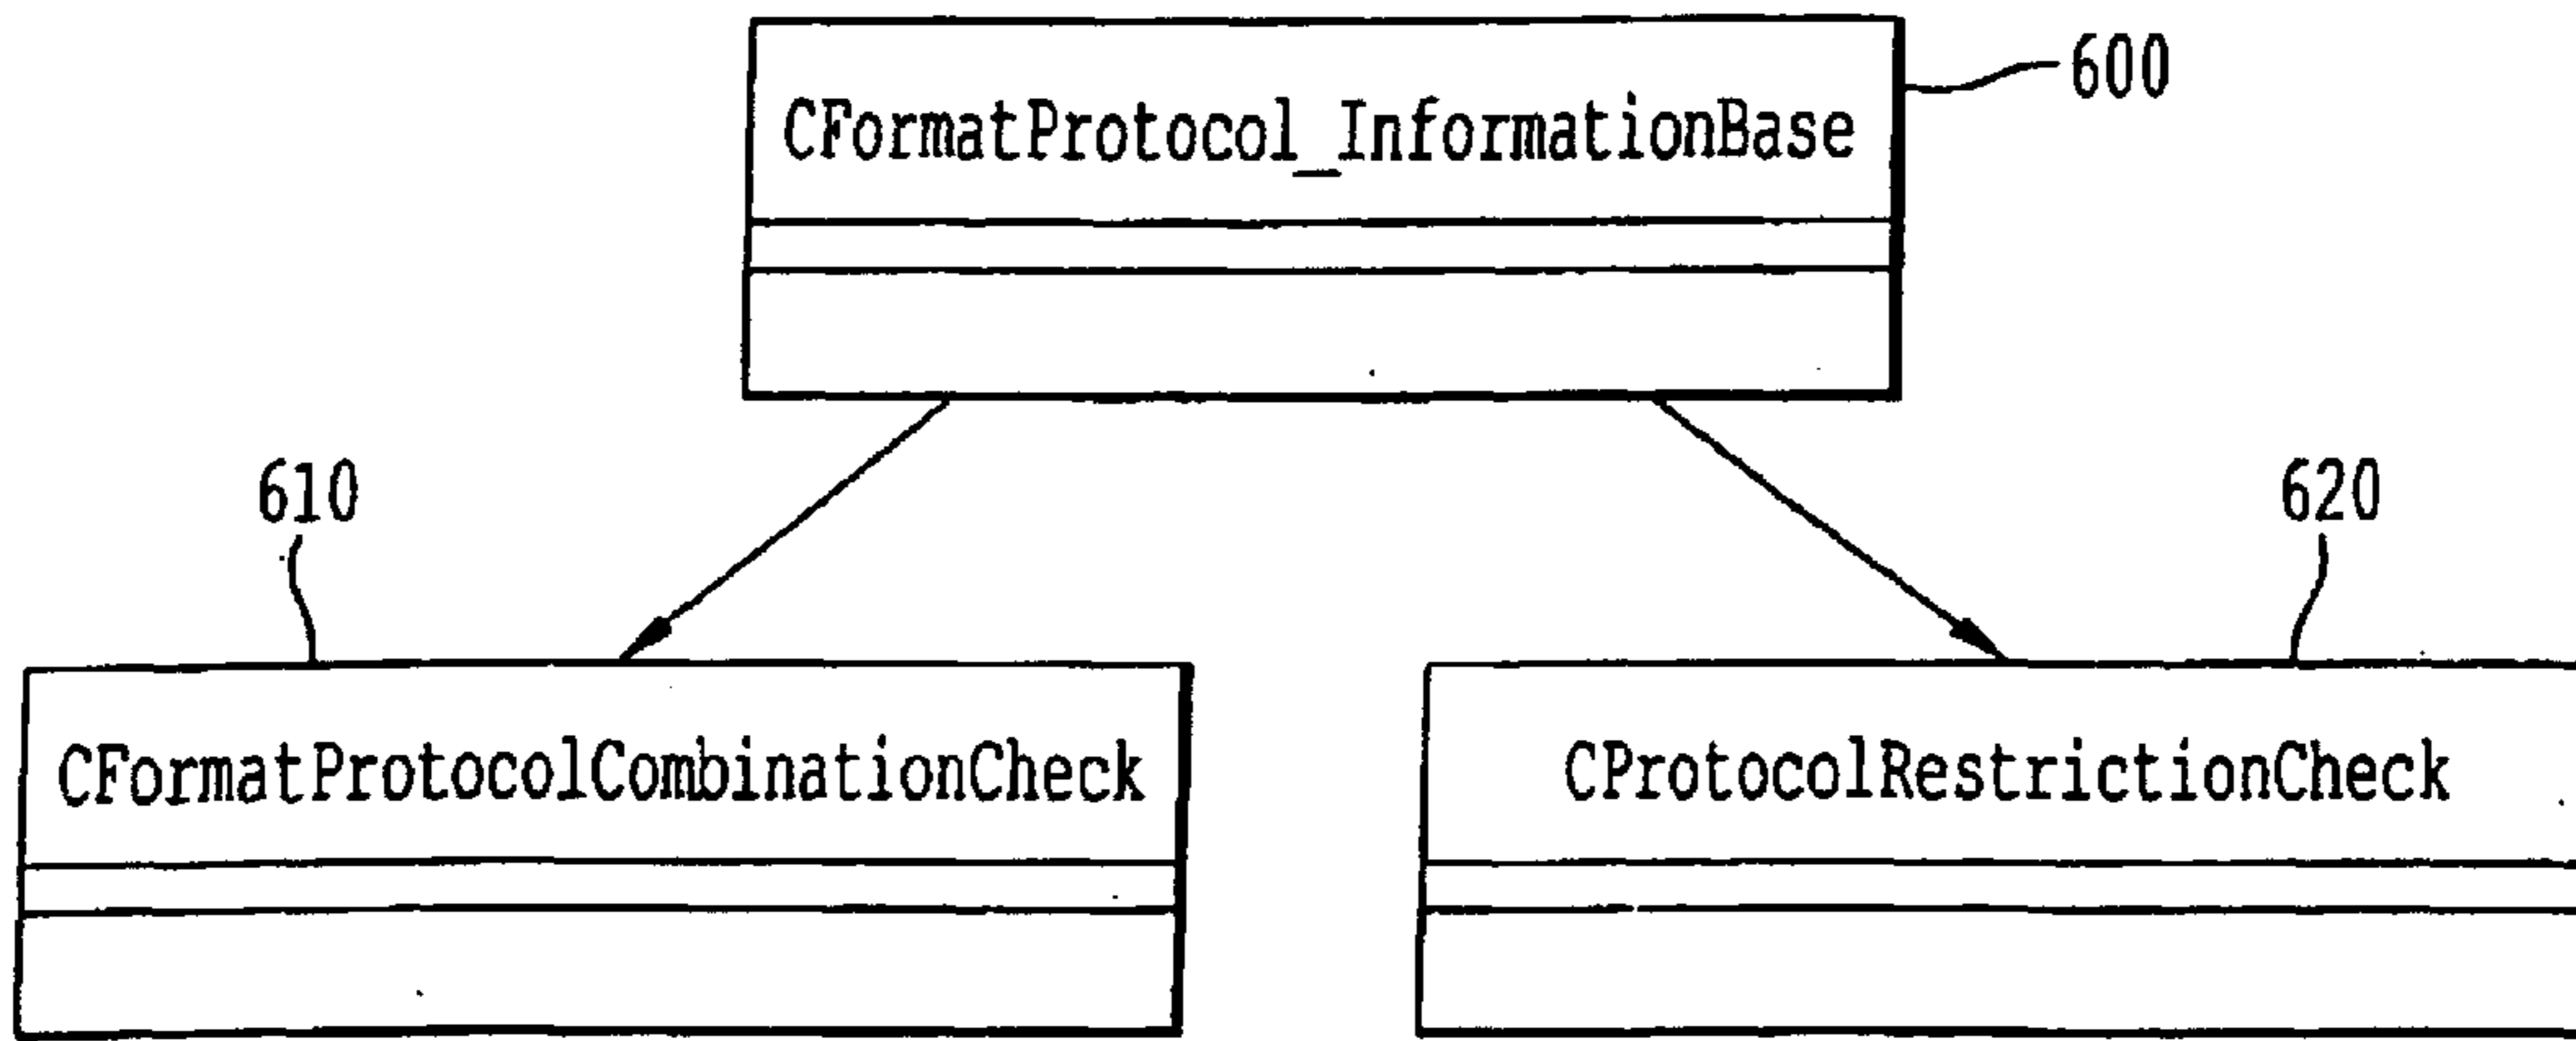 CFormatProtocol_InformationBase
600
610
620
CFormatProtocolCombinationCheck
CProtocolRestrictionCheck